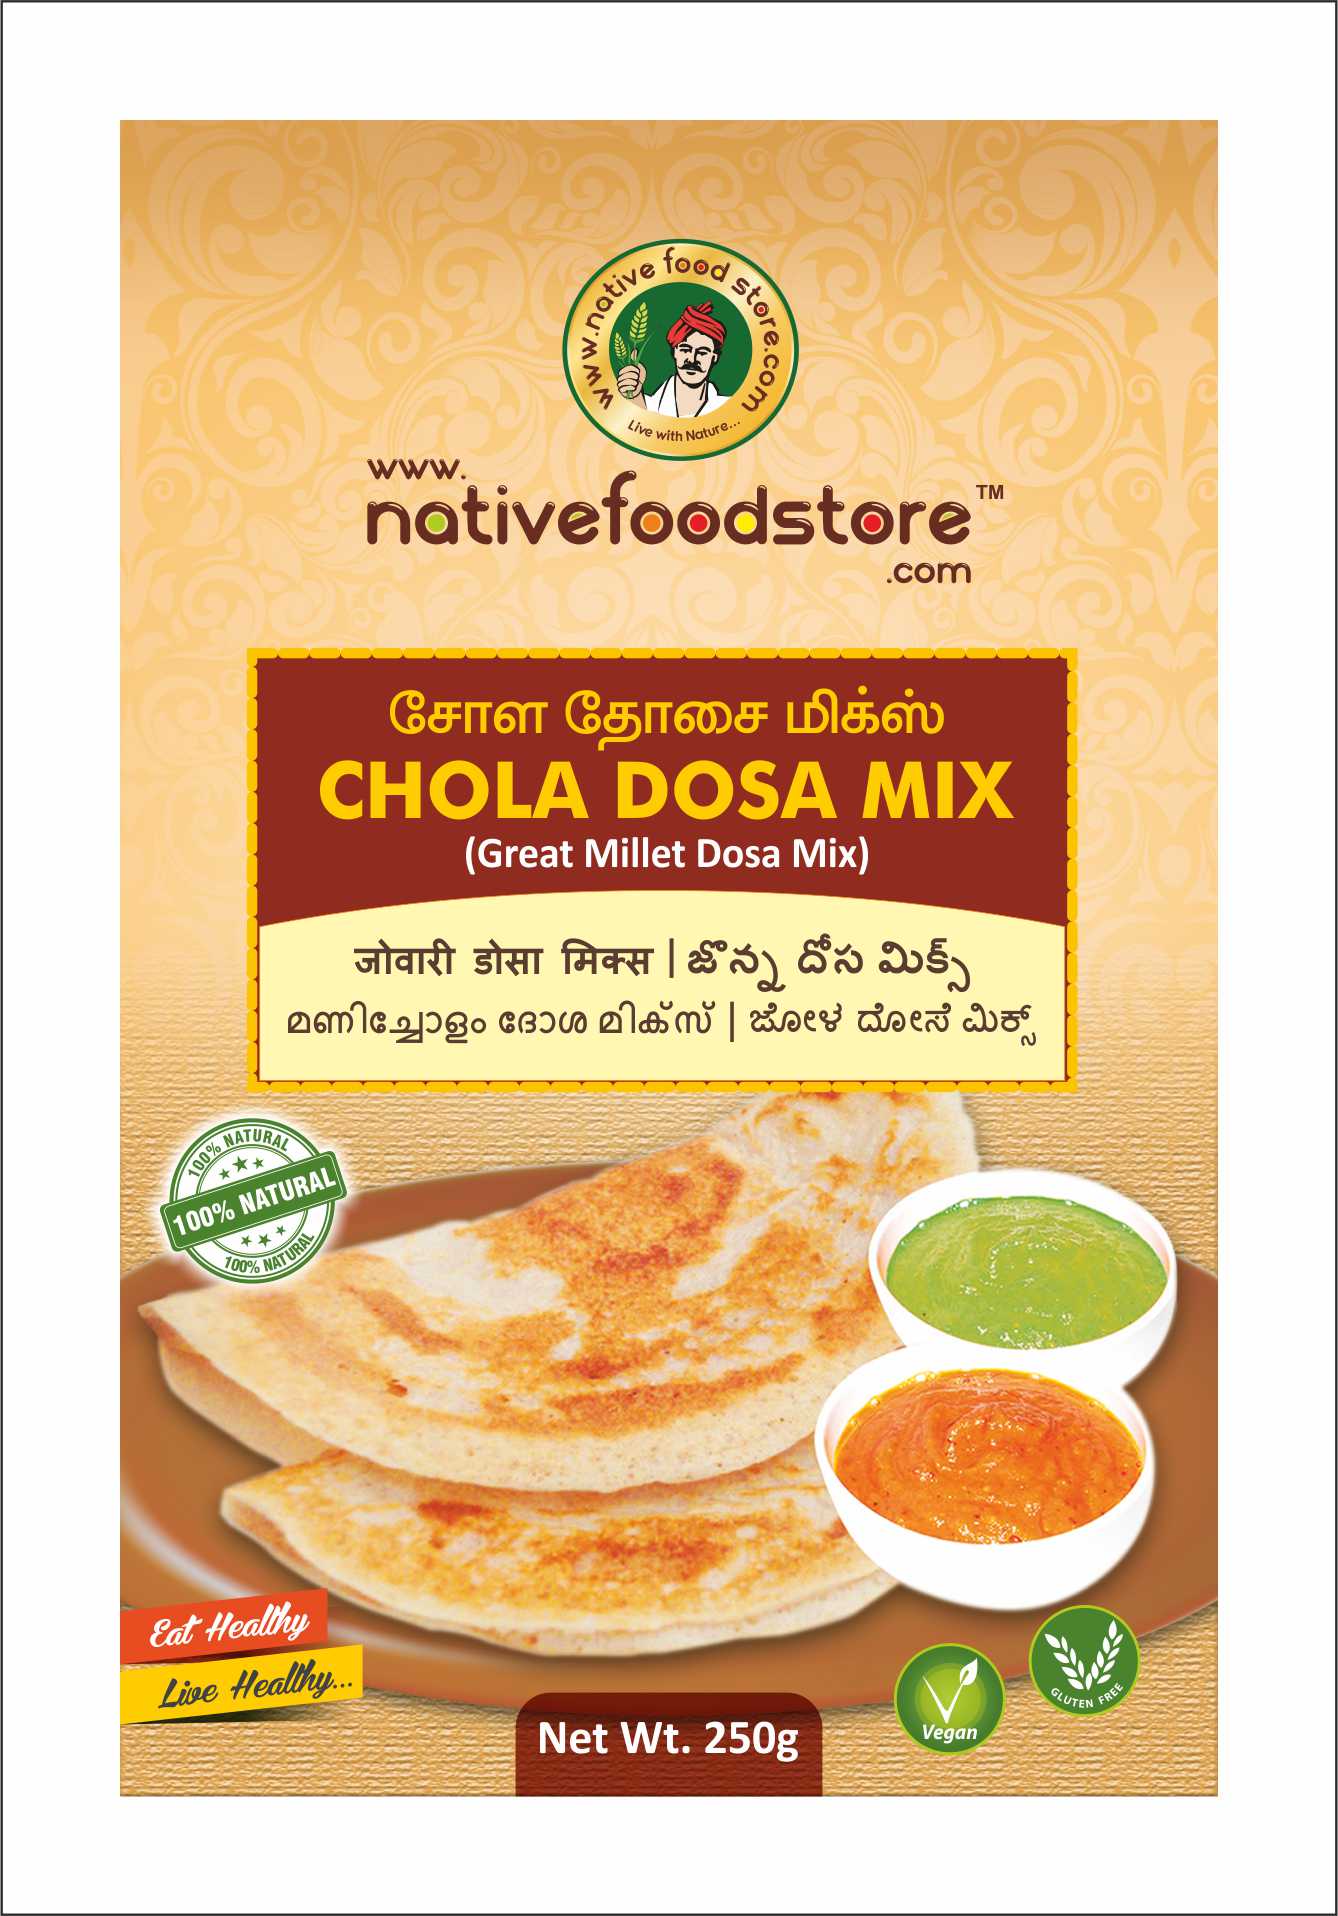 www.native food store.com
Live with Nature...
www.
nativefoodstore™
.com
சோள தோசை மிக்ஸ்
CHOLA DOSA MIX
(Great Millet Dosa Mix)
जोवारी डोसा मिक्स | జొన్న దోస మిక్స్
മണിച്ചോളം ദോശ മിക്സ് | ಜೋಳ ದೋಸೆ ಮಿಕ್ಸ್
100% NATURAL
100% NATURAL
100% NATURAL
Eat Healthy
Live Healthy...
Net Wt. 250g
Vegan
GLUTEN FREE